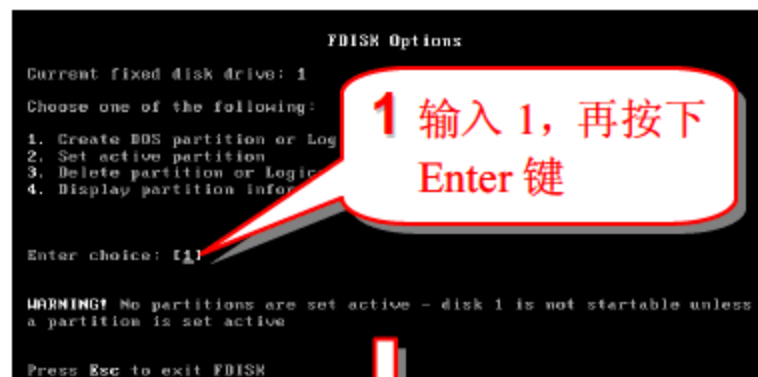 FDISK Options
Current fixed disk drive: 1
Choose one of the following:
1. Create DOS partition or Log
2. Set active partition
3. Delete partition or Logic
4. Display partition infor
1 输入 1，再按下
Enter 键
Enter choice: [1]
WARNING! No partitions are set active - disk 1 is not startable unless
a partition is set active
Press Esc to exit FDISK